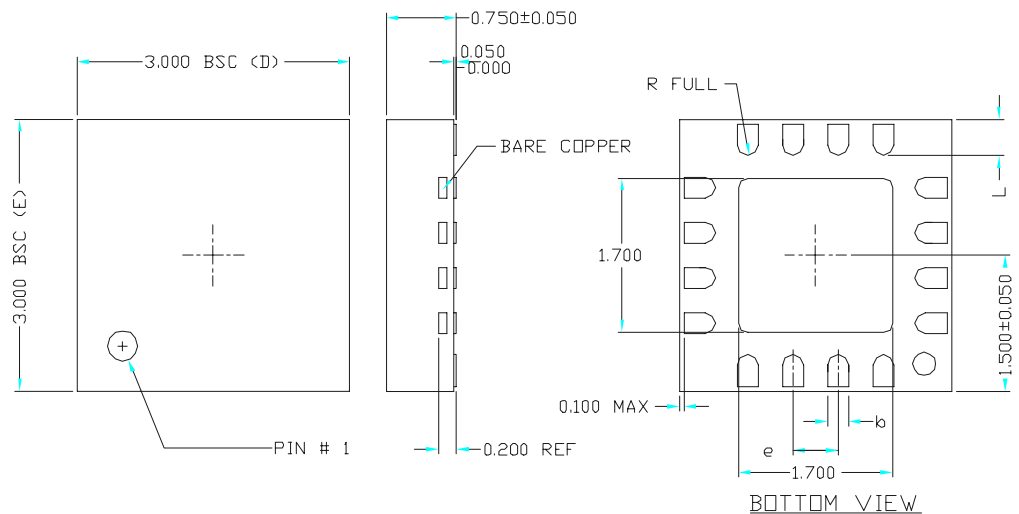 3.000 BSC (D)
3.000 BSC (E)
PIN # 1
0.750±0.050
0.050
0.000
BARE COPPER
0.200 REF
R FULL
L
1.700
1.500±0.050
0.100 MAX
b
e
1.700
BOTTOM VIEW